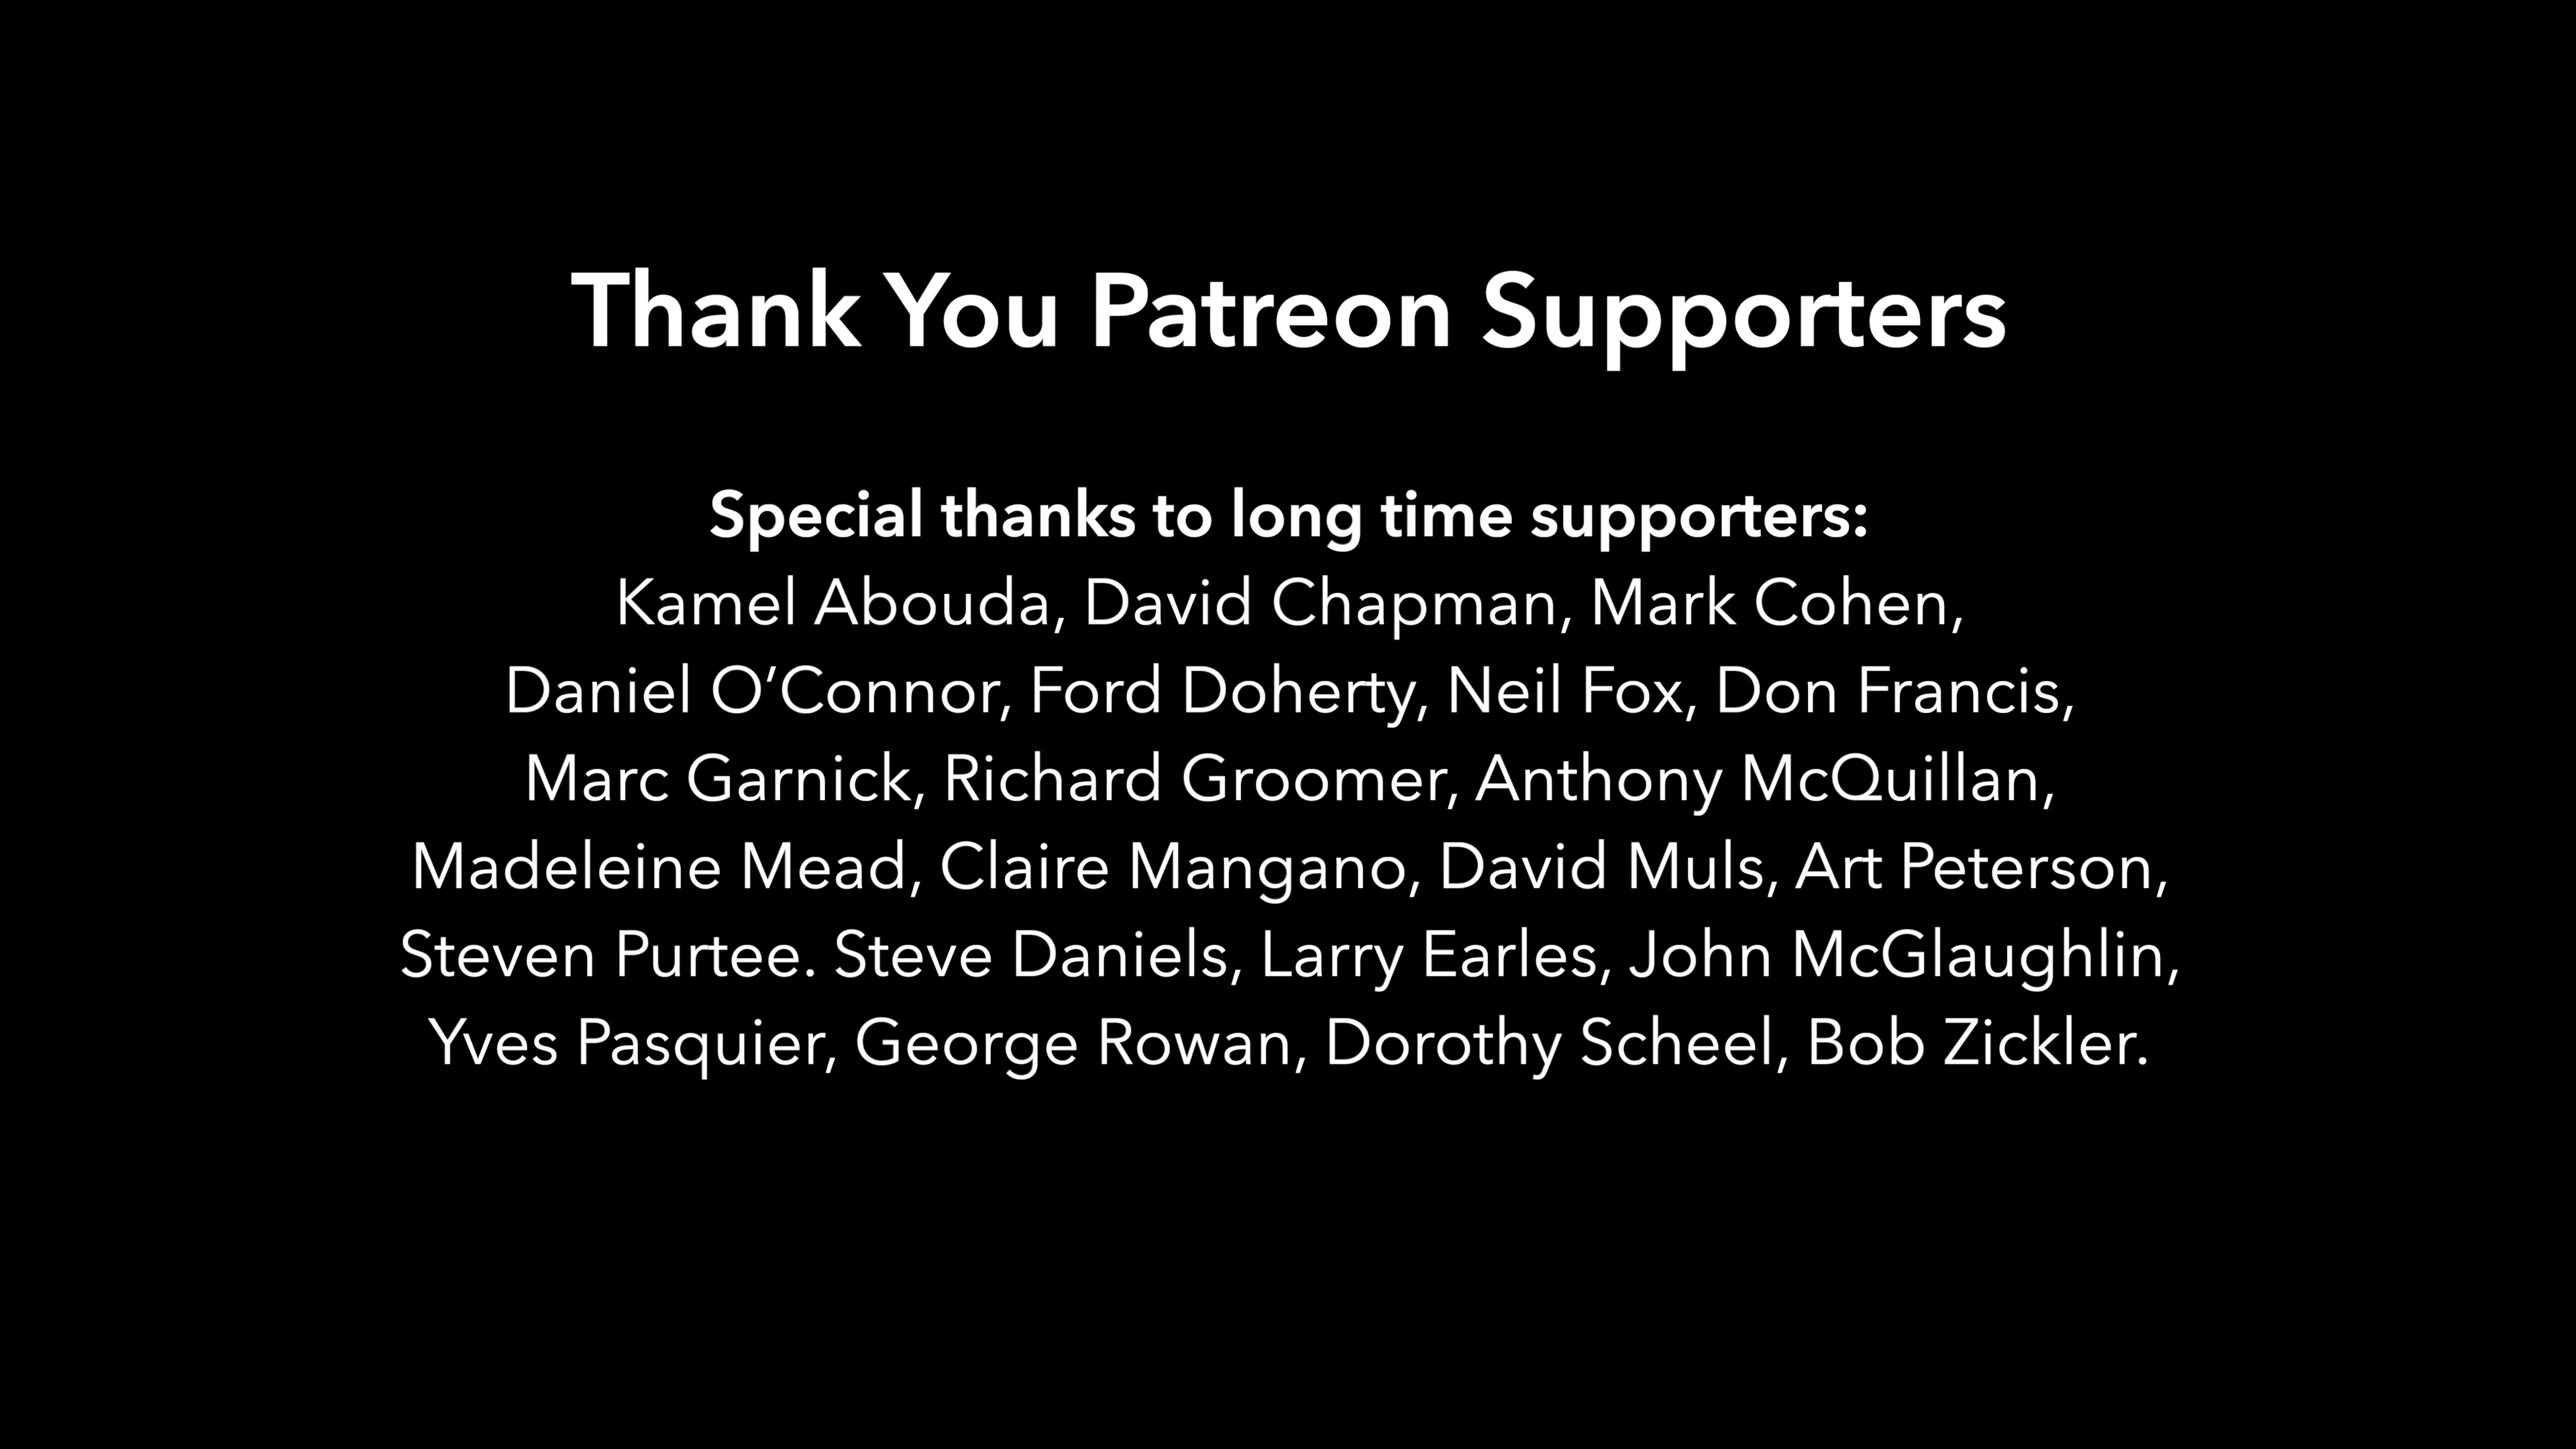 Thank You Patreon Supporters
Special thanks to long time supporters:
Kamel Abouda, David Chapman, Mark Cohen,
Daniel O’Connor, Ford Doherty, Neil Fox, Don Francis,
Marc Garnick, Richard Groomer, Anthony McQuillan,
Madeleine Mead, Claire Mangano, David Muls, Art Peterson,
Steven Purtee. Steve Daniels, Larry Earles, John McGlaughlin,
Yves Pasquier, George Rowan, Dorothy Scheel, Bob Zickler.